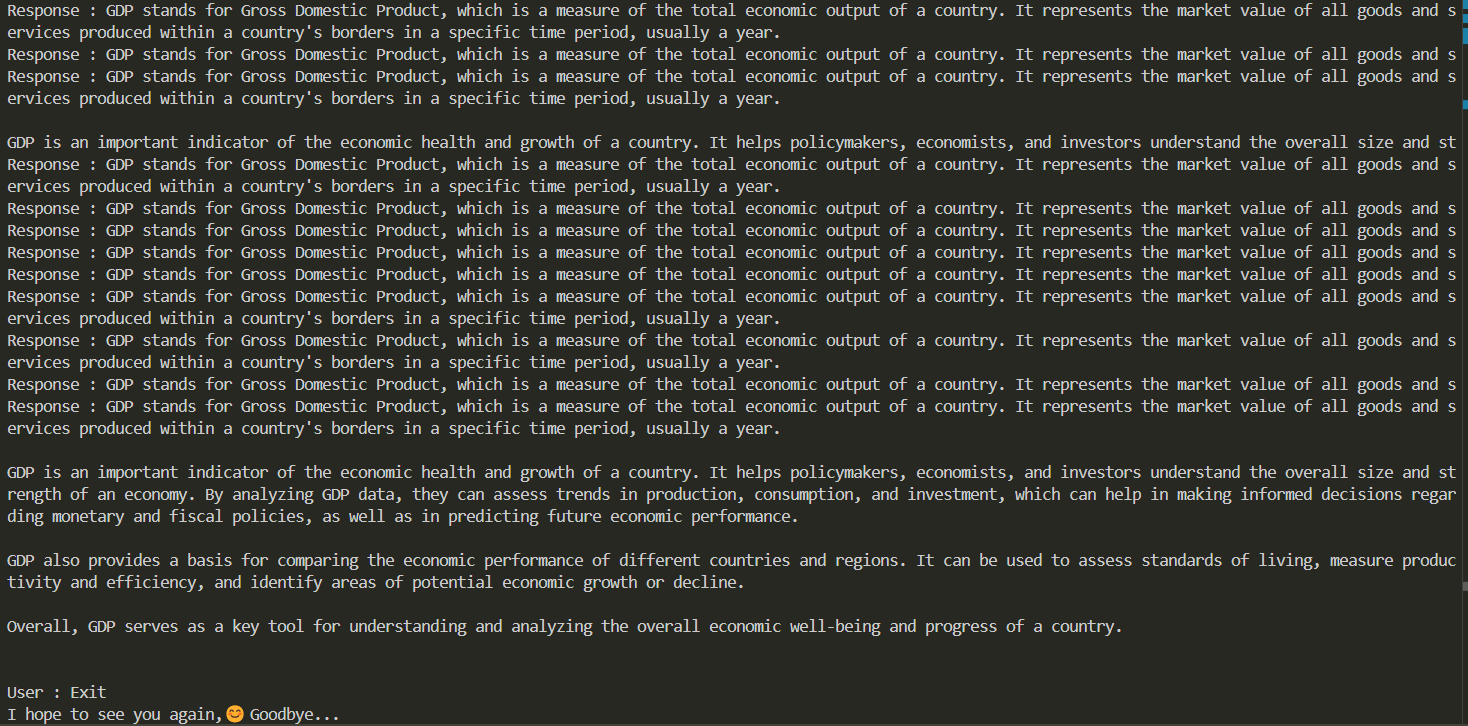 Response : GDP stands for Gross Domestic Product, which is a measure of the total economic output of a country. It represents the market value of all goods and s
ervices produced within a country's borders in a specific time period, usually a year.
Response : GDP stands for Gross Domestic Product, which is a measure of the total economic output of a country. It represents the market value of all goods and s
Response : GDP stands for Gross Domestic Product, which is a measure of the total economic output of a country. It represents the market value of all goods and s
ervices produced within a country's borders in a specific time period, usually a year.
GDP is an important indicator of the economic health and growth of a country. It helps policymakers, economists, and investors understand the overall size and st
Response : GDP stands for Gross Domestic Product, which is a measure of the total economic output of a country. It represents the market value of all goods and s
ervices produced within a country's borders in a specific time period, usually a year.
Response : GDP stands for Gross Domestic Product, which is a measure of the total economic output of a country. It represents the market value of all goods and s
Response : GDP stands for Gross Domestic Product, which is a measure of the total economic output of a country. It represents the market value of all goods and s
Response : GDP stands for Gross Domestic Product, which is a measure of the total economic output of a country. It represents the market value of all goods and s
Response : GDP stands for Gross Domestic Product, which is a measure of the total economic output of a country. It represents the market value of all goods and s
Response : GDP stands for Gross Domestic Product, which is a measure of the total economic output of a country. It represents the market value of all goods and s
ervices produced within a country's borders in a specific time period, usually a year.
Response : GDP stands for Gross Domestic Product, which is a measure of the total economic output of a country. It represents the market value of all goods and s
ervices produced within a country's borders in a specific time period, usually a year.
Response : GDP stands for Gross Domestic Product, which is a measure of the total economic output of a country. It represents the market value of all goods and s
Response : GDP stands for Gross Domestic Product, which is a measure of the total economic output of a country. It represents the market value of all goods and s
ervices produced within a country's borders in a specific time period, usually a year.
GDP is an important indicator of the economic health and growth of a country. It helps policymakers, economists, and investors understand the overall size and st
rength of an economy. By analyzing GDP data, they can assess trends in production, consumption, and investment, which can help in making informed decisions regar
ding monetary and fiscal policies, as well as in predicting future economic performance.
GDP also provides a basis for comparing the economic performance of different countries and regions. It can be used to assess standards of living, measure produc
tivity and efficiency, and identify areas of potential economic growth or decline.
Overall, GDP serves as a key tool for understanding and analyzing the overall economic well-being and progress of a country.
User : Exit
I hope to see you again,😊 Goodbye...